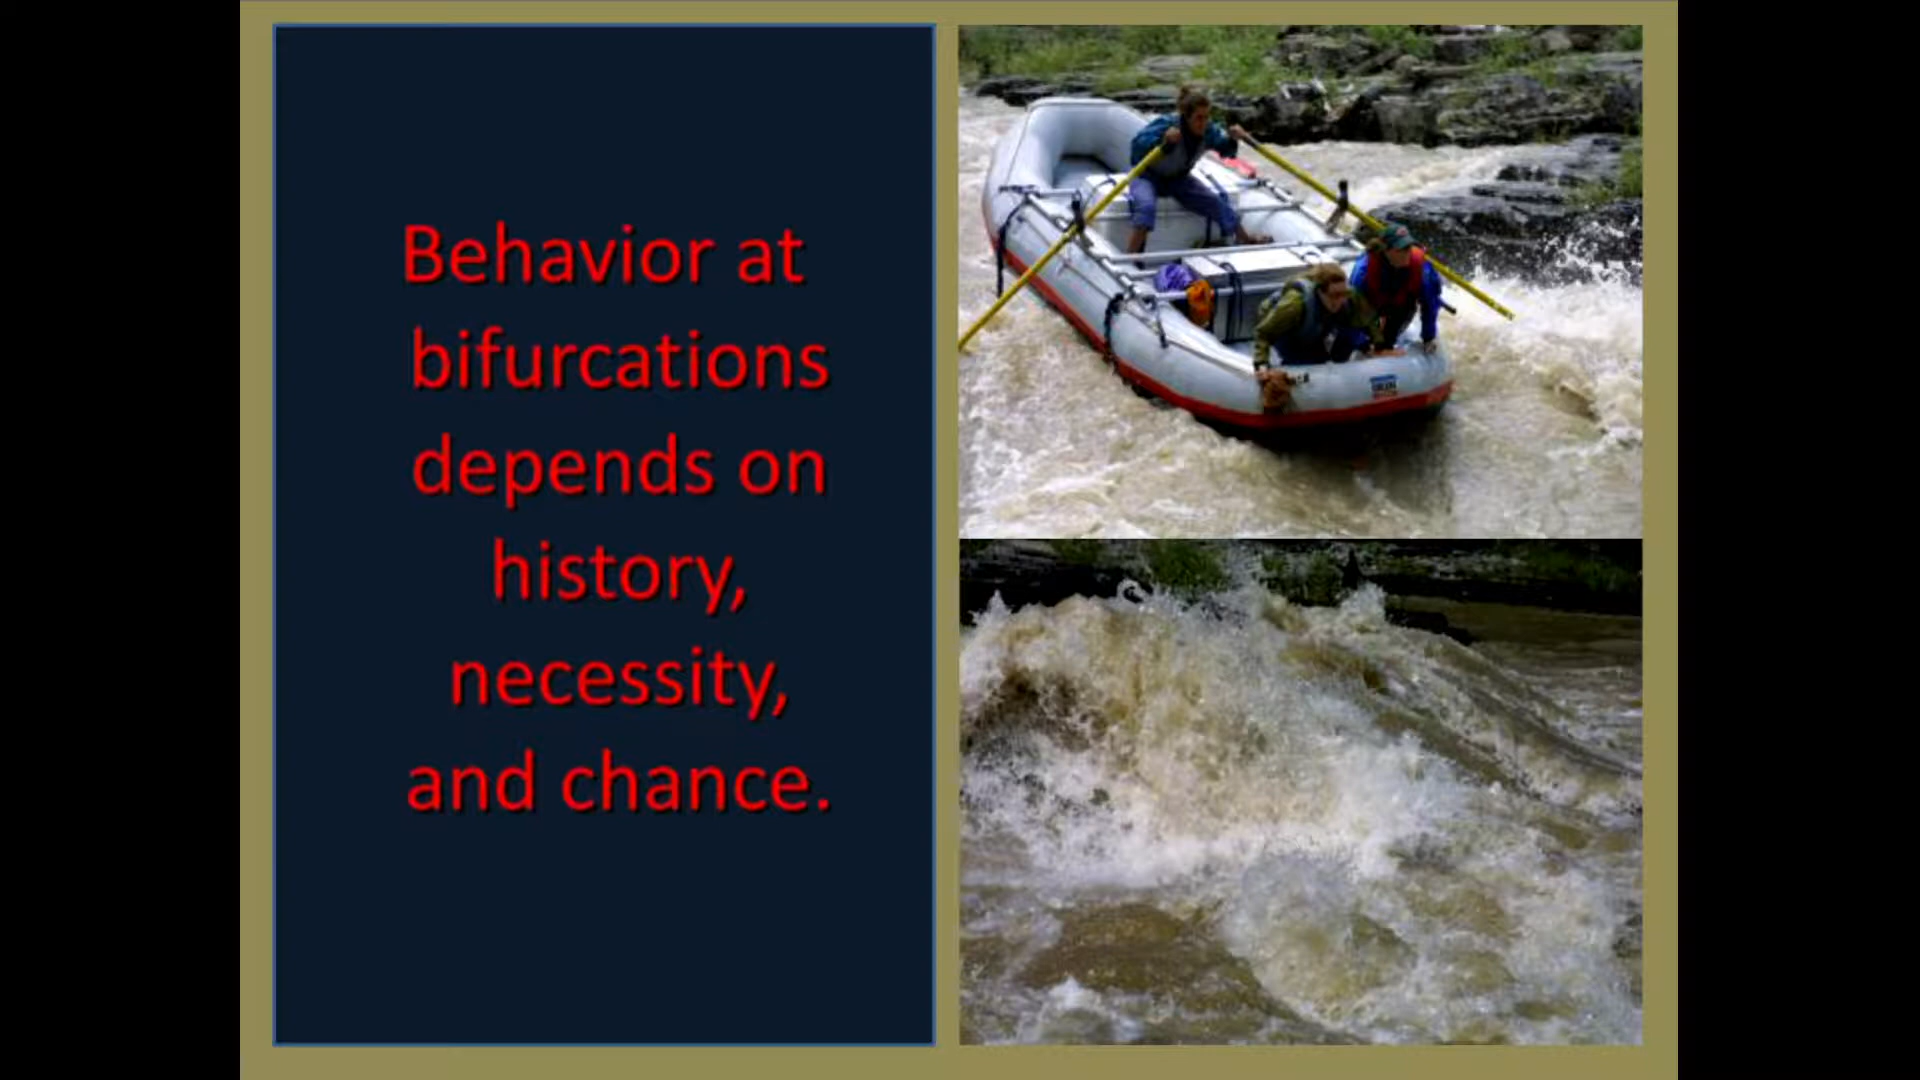 Behavior at
bifurcations
depends on
history,
necessity,
and chance.